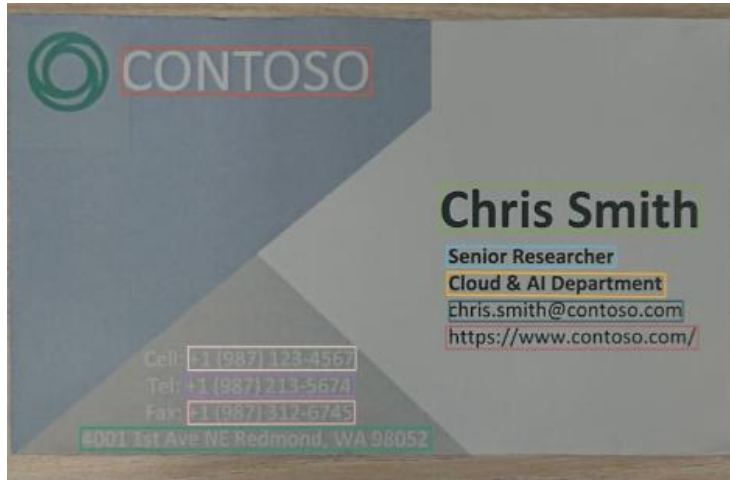 CONTOSO
Chris Smith
Senior Researcher
Cloud & AI Department
chris.smith@contoso.com
https://www.contoso.com/
Cell: +1 (987) 123-4567
Tel: +1 (987) 213-5674
Fax: +1 (987) 312-6745
4001 1st Ave NE Redmond, WA 98052